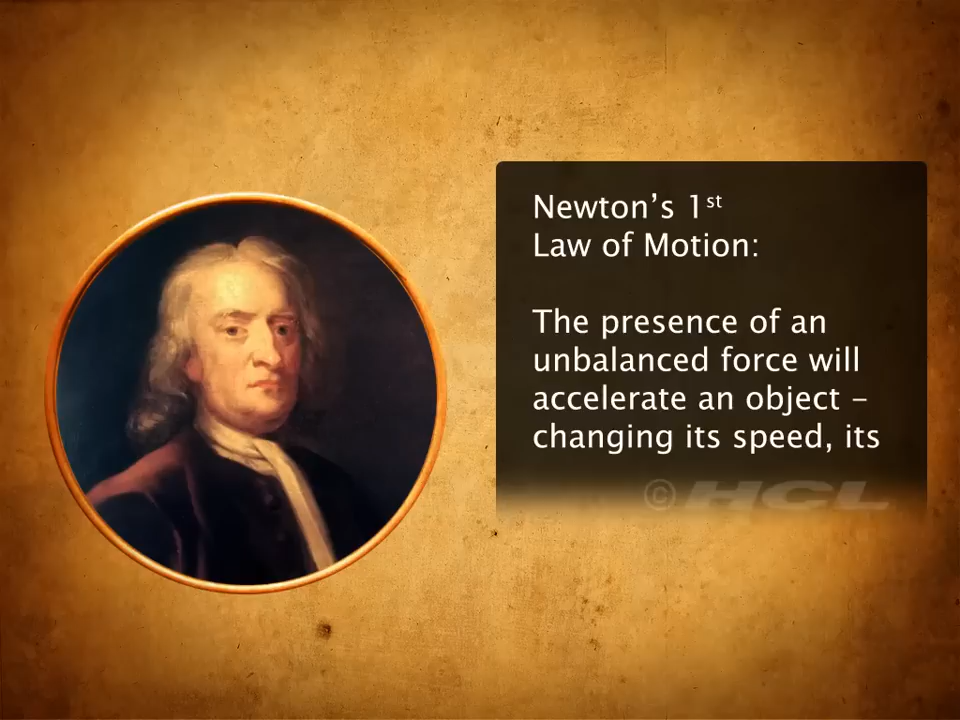 Newton’s 1st
Law of Motion:
The presence of an
unbalanced force will
accelerate an object –
changing its speed, its
©HCL